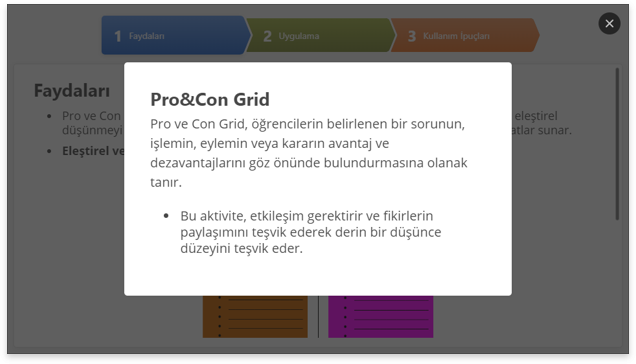 1 Faydaları
2 Uygulama
3 Kullanım İpuçları
Faydaları
Pro ve Con
eleştirel
düşünmeyi
atlar sunar.
Eleştirel ve
Pro&Con Grid
Pro ve Con Grid, öğrencilerin belirlenen bir sorunun,
işlemin, eylemin veya kararın avantaj ve
dezavantajlarını göz önünde bulundurmasına olanak
tanır.
Bu aktivite, etkileşim gerektirir ve fikirlerin
paylaşımını teşvik ederek derin bir düşünce
düzeyini teşvik eder.